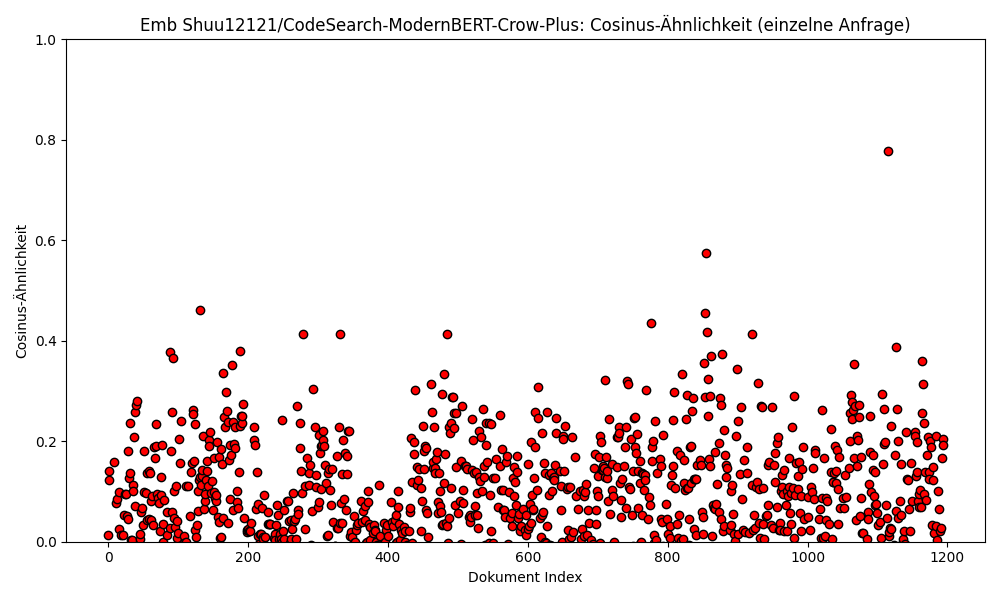 Emb Shuu12121/CodeSearch-ModernBERT-Crow-Plus: Cosinus-Ähnlichkeit (einzelne Anfrage)
Cosinus-Ähnlichkeit
1.0
0.8
0.6
0.4
0.2
0.0
0 200 400 600 800 1000 1200
Dokument Index